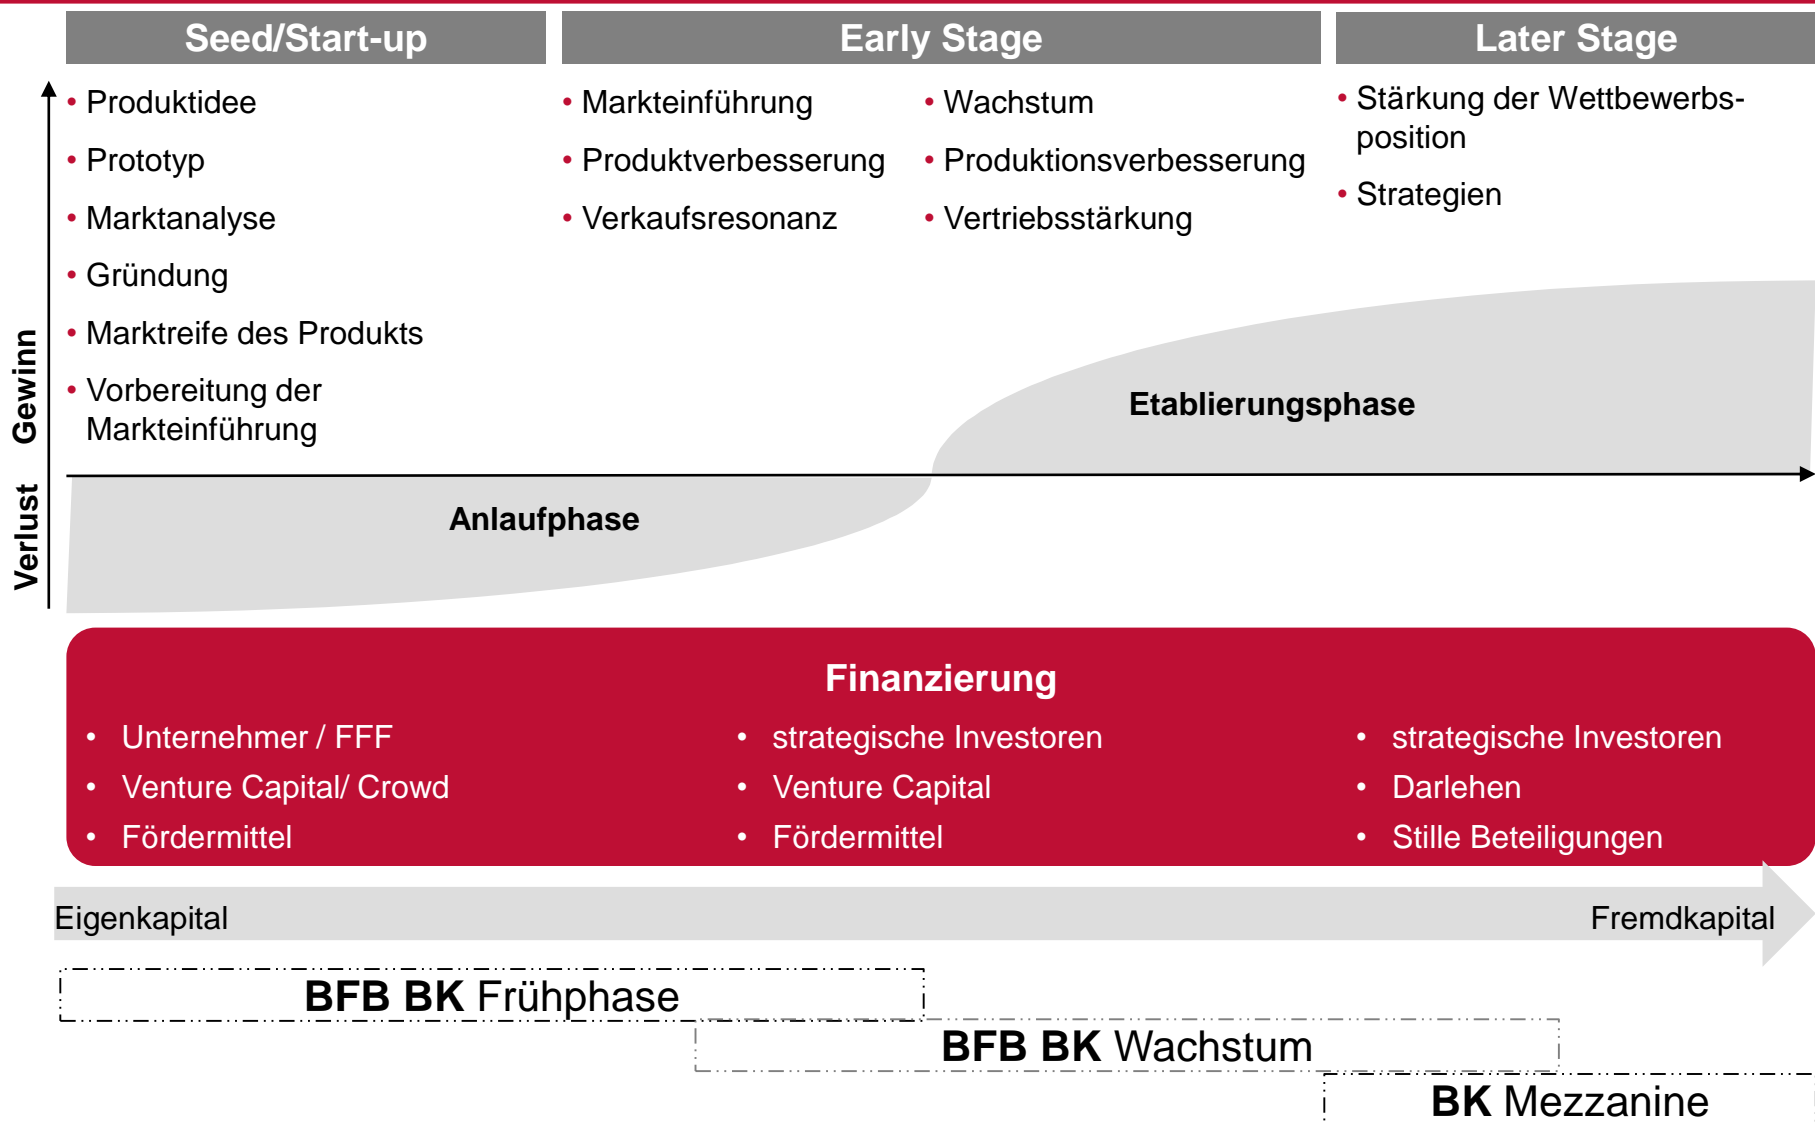 Seed/Start-up
Early Stage
Later Stage
• Produktidee
• Prototyp
• Marktanalyse
• Gründung
• Marktreife des Produkts
• Vorbereitung der
Markteinführung
• Markteinführung
• Produktverbesserung
• Verkaufsresonanz
• Wachstum
• Produktionsverbesserung
• Vertriebsstärkung
• Stärkung der Wettbewerbs-
position
• Strategien
Gewinn
Verlust
Etablierungsphase
Anlaufphase
Finanzierung
• Unternehmer / FFF
• Venture Capital/ Crowd
• Fördermittel
• strategische Investoren
• Venture Capital
• Fördermittel
• strategische Investoren
• Darlehen
• Stille Beteiligungen
Eigenkapital
Fremdkapital
BFB BK Frühphase
BFB BK Wachstum
BK Mezzanine